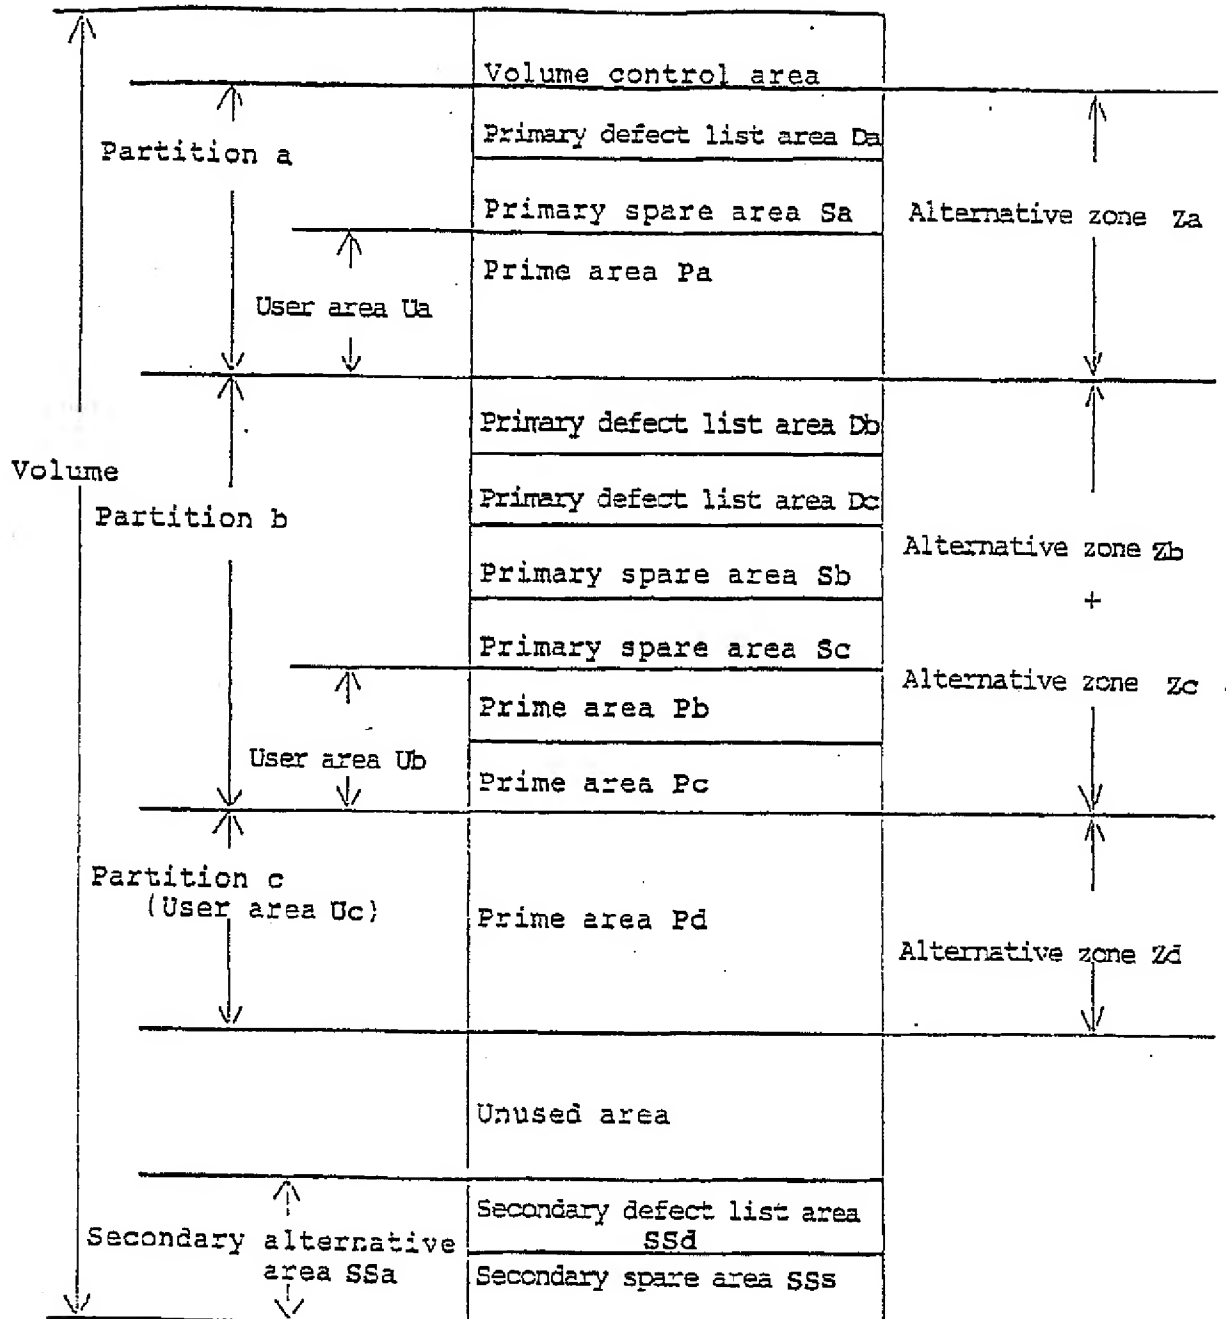 Volume control area
Primary defect list area Da
Partition a
Primary spare area Sa
Alternative zone Za
Prime area Pa
User area Ua
Primary defect list area Db
Volume
Primary defect list area Dc
Partition b
Alternative zone Zb
Primary spare area Sb
+
Primary spare area Sc
Alternative zone Zc
Prime area Pb
User area Ub
Prime area Pc
Partition c
(User area Uc)
Prime area Pd
Alternative zone Zd
Unused area
Secondary defect list area
SSd
Secondary alternative
area SSa
Secondary spare area SSs